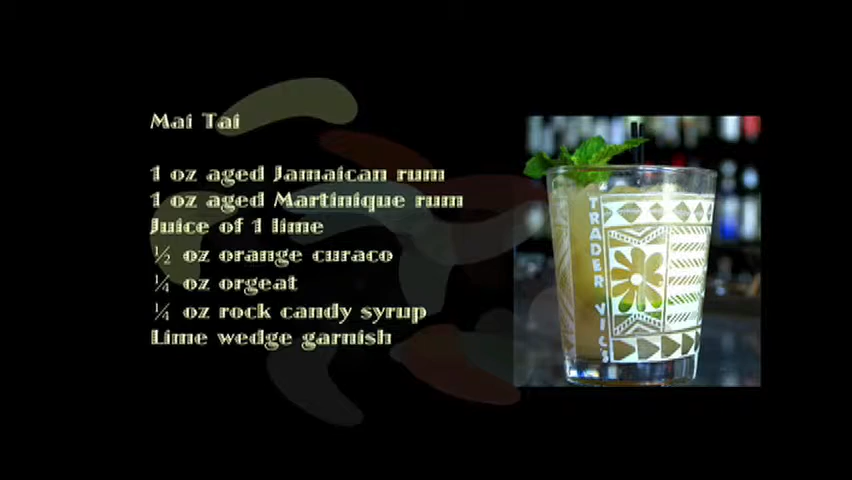 Mai Tai
1 oz aged Jamaican rum
1 oz aged Martinique rum
Juice of 1 lime
½ oz orange curaco
¼ oz orgeat
¼ oz rock candy syrup
Lime wedge garnish
TRADER VICS